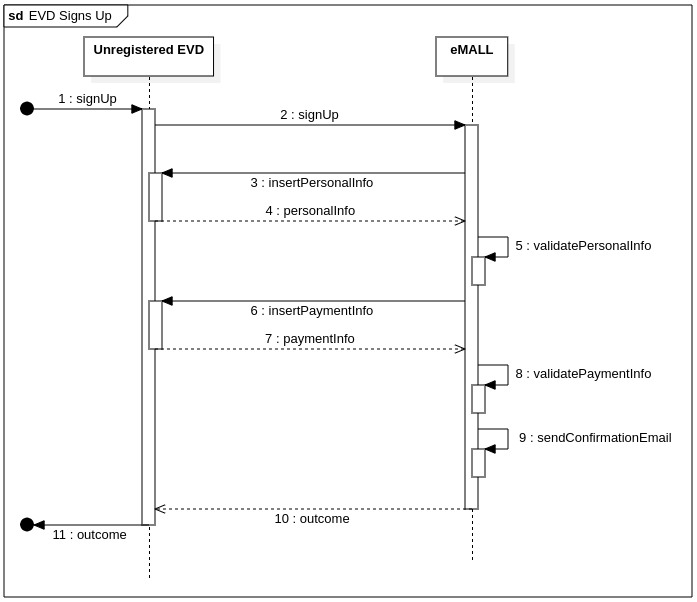 sd EVD Signs Up
Unregistered EVD
eMALL
1 : signUp
2 : signUp
3 : insertPersonalInfo
4 : personalInfo
5 : validatePersonalInfo
6 : insertPaymentInfo
7 : paymentInfo
8 : validatePaymentInfo
9 : sendConfirmationEmail
10 : outcome
11 : outcome